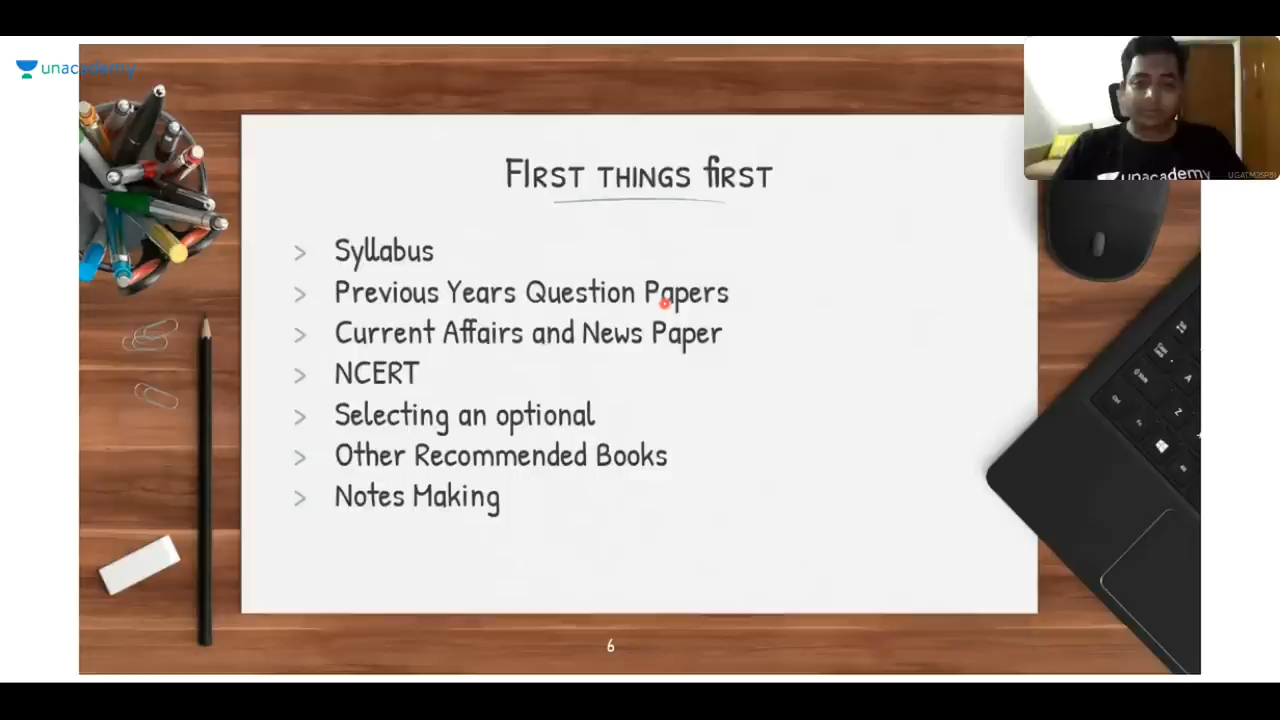 unacademy
FIrst things first
Syllabus
Previous Years Question Papers
Current Affairs and News Paper
NCERT
Selecting an optional
Other Recommended Books
Notes Making
6
unacademy